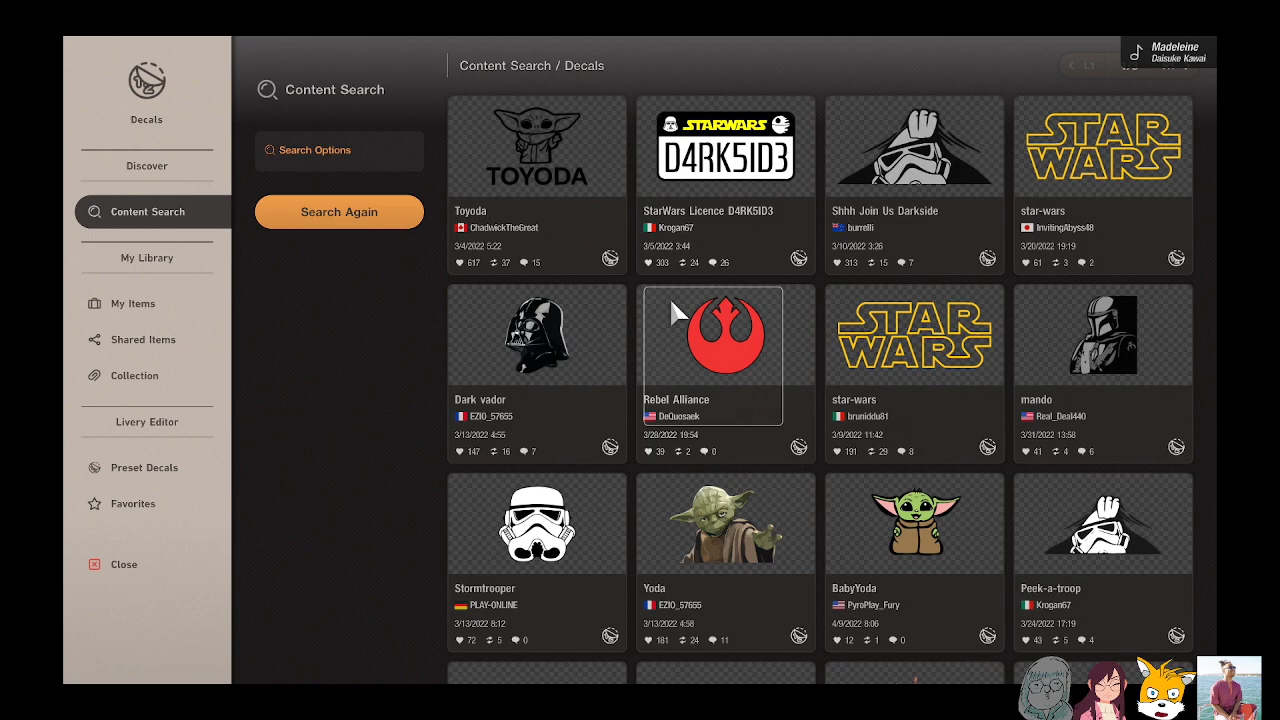 Decals
Discover
Content Search
My Library
My Items
Shared Items
Collection
Livery Editor
Preset Decals
Favorites
Close
Content Search
Search Options
Search Again
Content Search / Decals
L1
Madeleine
Daisuke Kawai
TOYODA
Toyoda
ChadwickTheGreat
3/4/2022 5:22
617 37 15
STARWARS
D4RK5ID3
StarWars Licence D4RK5ID3
Krogan67
3/5/2022 3:44
303 24 26
Shhh Join Us Darkside
burrelli
3/10/2022 3:26
313 15 7
STAR
WARS
star-wars
InvitingAbyss48
3/20/2022 19:19
61 3 2
Dark vador
EZIO_57655
3/13/2022 4:55
147 16 7
Rebel Alliance
DeQuosaek
3/28/2022 19:54
39 2 0
STAR
WARS
star-wars
bruniddu81
3/9/2022 11:42
191 29 8
mando
Real_Deal440
3/31/2022 13:58
41 4 6
Stormtrooper
PLAY-0NLINE
3/13/2022 8:12
72 5 0
Yoda
EZIO_57655
3/13/2022 4:58
181 24 11
BabyYoda
PyroPlay_Fury
4/9/2022 8:06
12 1 0
Peek-a-troop
Krogan67
3/24/2022 17:19
43 5 4